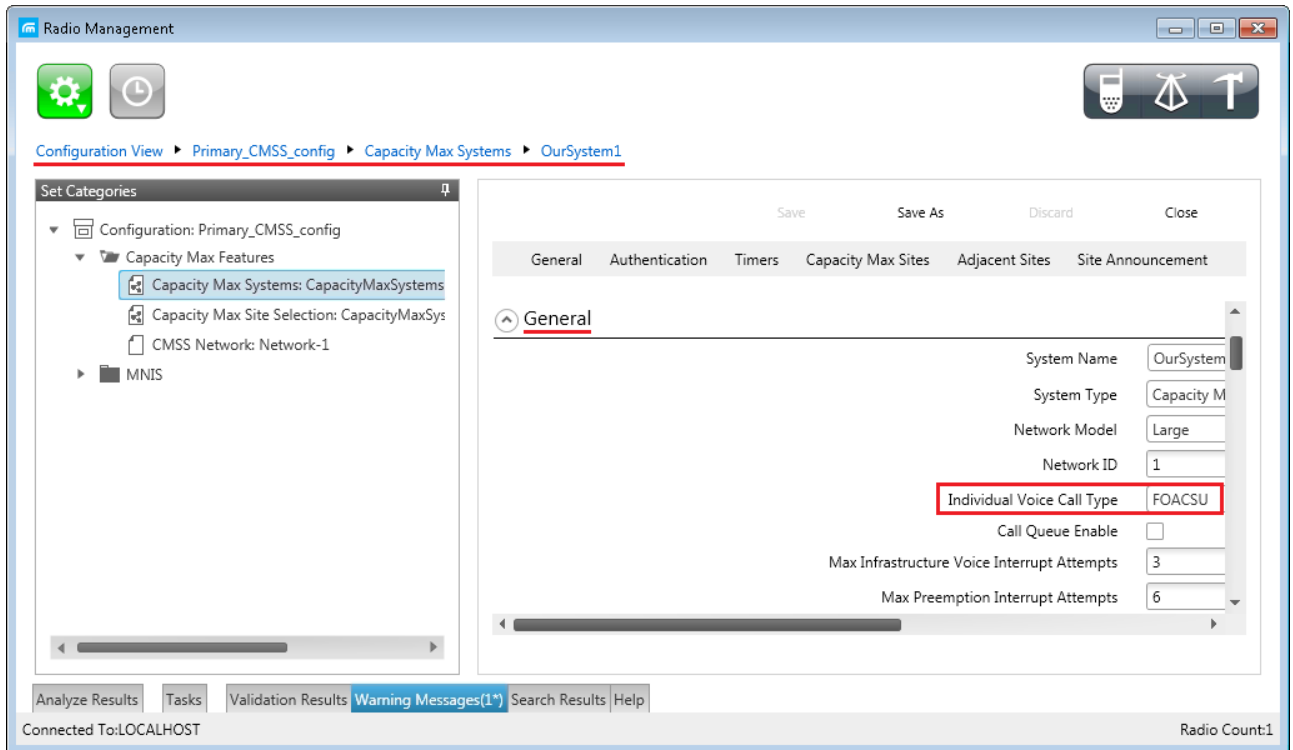 Radio Management
Configuration View Primary_CMSS_config Capacity Max Systems OurSystem1
Set Categories
Configuration: Primary_CMSS_config
Capacity Max Features
Capacity Max Systems: CapacityMaxSystems
Capacity Max Site Selection: CapacityMaxSys
CMSS Network: Network-1
MNIS
Save Save As Discard Close
General Authentication Timers Capacity Max Sites Adjacent Sites Site Announcement
General
System Name OurSystem
System Type Capacity M
Network Model Large
Network ID 1
Individual Voice Call Type FOACSU
Call Queue Enable
Max Infrastructure Voice Interrupt Attempts 3
Max Preemption Interrupt Attempts 6
Analyze Results Tasks Validation Results Warning Messages(1*) Search Results Help
Connected To:LOCALHOST Radio Count:1